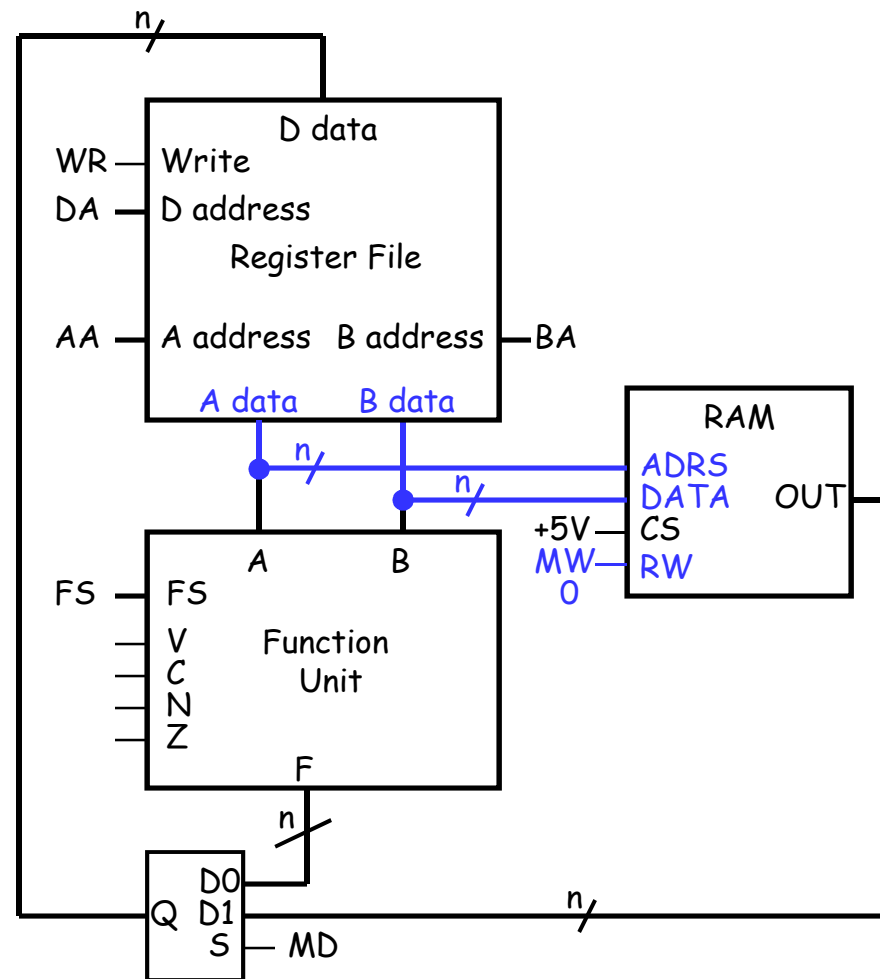 n
D data
WR Write
DA D address
Register File
AA A address B address BA
A data B data
RAM
n ADRS
n DATA OUT
+5V CS
MW RW
0
A B
FS FS
V
Function
C
Unit
N
Z
F
n
D0
Q D1 n
S MD